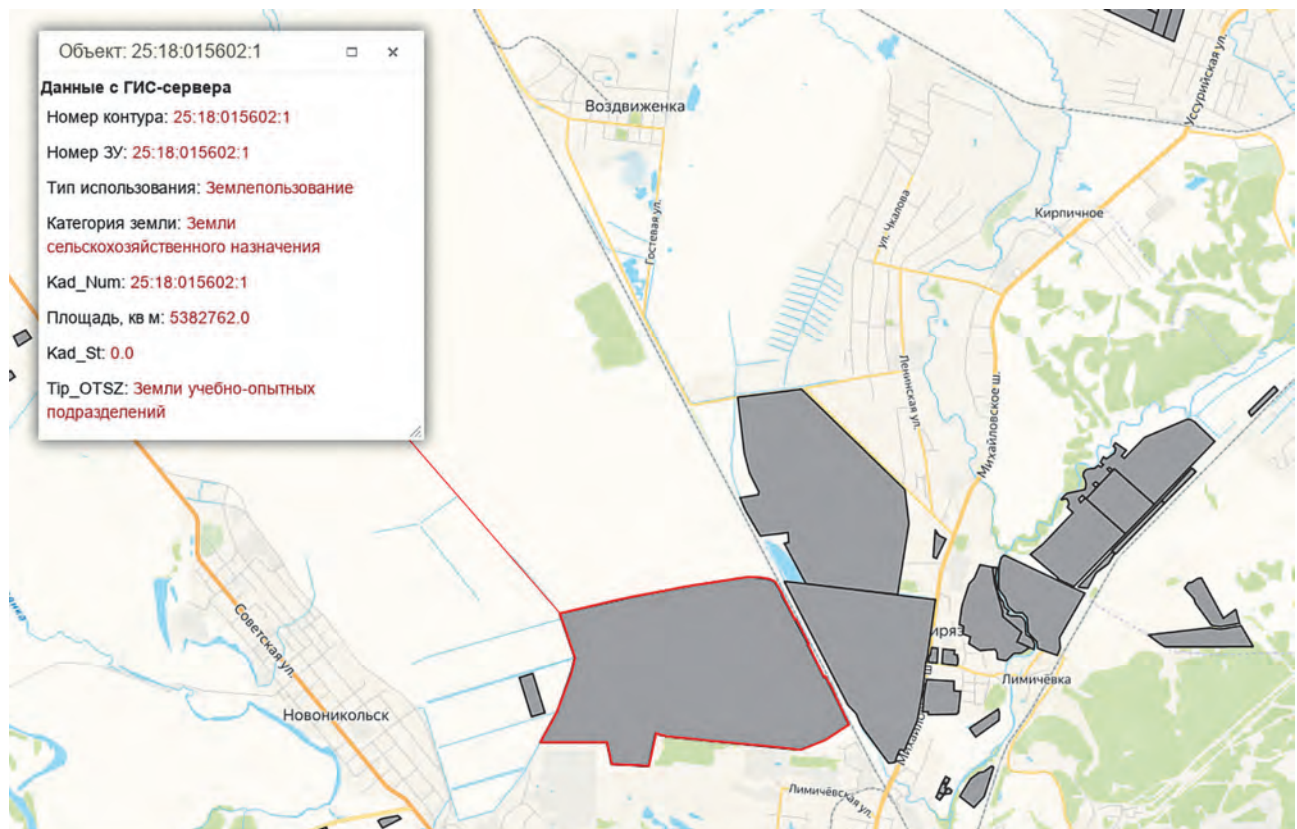 Объект: 25:18:015602:1
Данные с ГИС-сервера
Номер контура: 25:18:015602:1
Номер ЗУ: 25:18:015602:1
Тип использования: Землепользование
Категория земли: Земли
сельскохозяйственного назначения
Kad_Num: 25:18:015602:1
Площадь, кв м: 5382762.0
Kad_St: 0.0
Tip_OTSZ: Земли учебно-опытных
подразделений
Воздвиженка
Уссурийская ул.
Гостевая ул.
ул. Чкалова
Кирпичное
Ленинская ул.
Михайловское ш.
Советская ул.
Новоникольск
иряз
Лимичёвка
Михайло
Лимичёвская ул.
енка